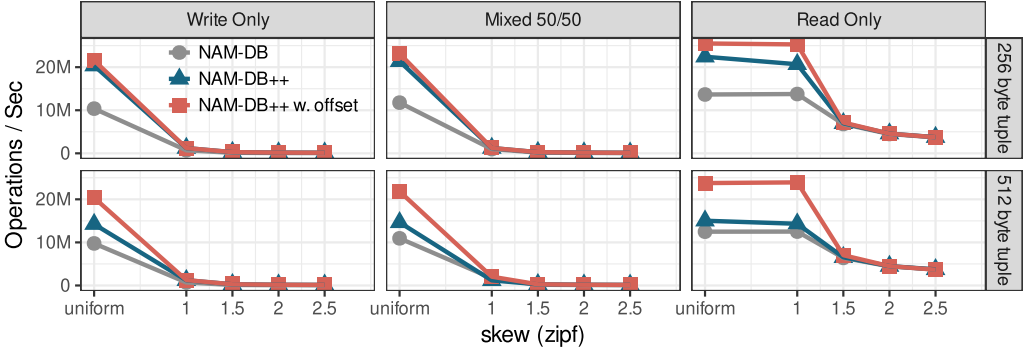 Write Only
Mixed 50/50
Read Only
Operations / Sec
20M
10M
0
NAM-DB
NAM-DB++
NAM-DB++ w. offset
256 byte tuple
20M
10M
0
512 byte tuple
uniform 1 1.5 2 2.5
uniform 1 1.5 2 2.5
uniform 1 1.5 2 2.5
skew (zipf)